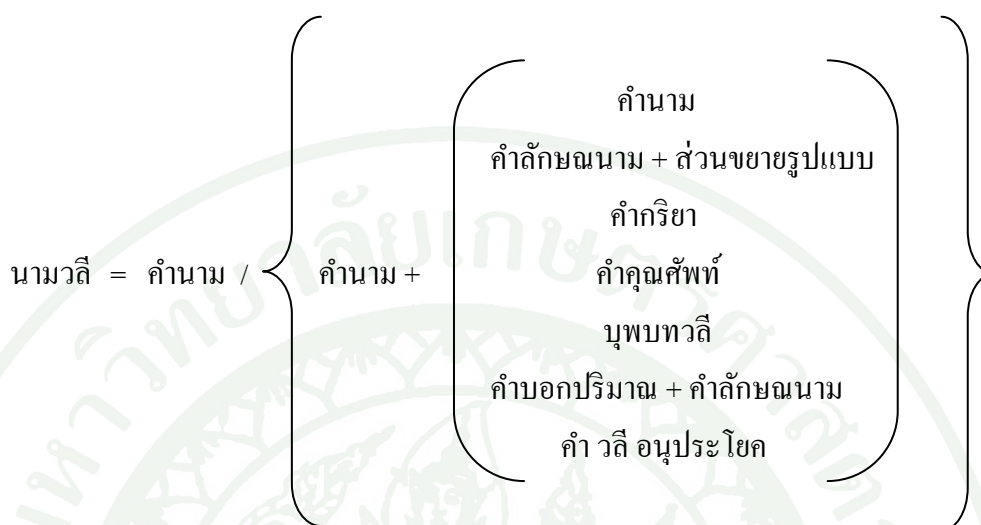 คำนาม
คำลักษณนาม + ส่วนขยายรูปแบบ
คำกริยา
นามวลี = คำนาม / คำนาม + คำคุณศัพท์
บุพบทวลี
คำบอกปริมาณ + คำลักษณนาม
คำ วลี อนุประโยค